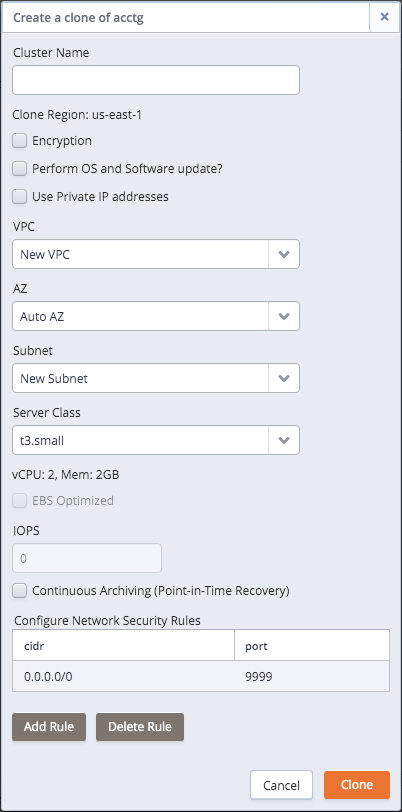 Create a clone of acctg
Cluster Name
Clone Region: us-east-1
Encryption
Perform OS and Software update?
Use Private IP addresses
VPC
New VPC
AZ
Auto AZ
Subnet
New Subnet
Server Class
t3.small
vCPU: 2, Mem: 2GB
EBS Optimized
IOPS
0
Continuous Archiving (Point-in-Time Recovery)
Configure Network Security Rules
cidr port
0.0.0.0/0 9999
Add Rule Delete Rule
Cancel Clone